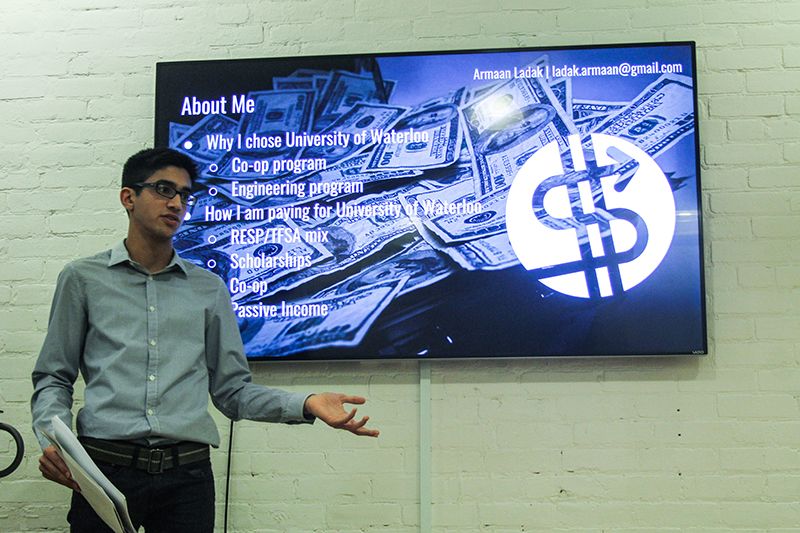 Armaan Ladak | ladak.armaan@gmail.com
About Me
Why I chose University of Waterloo
Co-op program
Engineering program
How I am paying for University of Waterloo
RESP/TFSA mix
Scholarships
Co-op
Passive Income
VIZIO